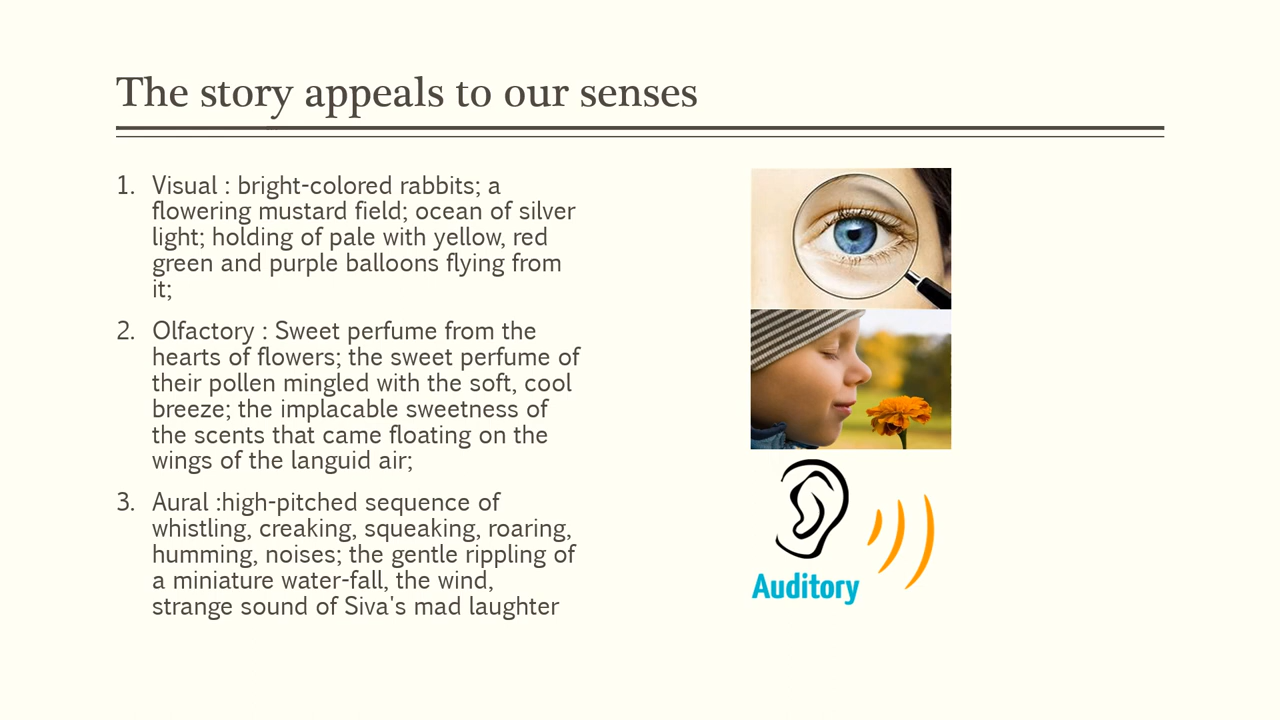 The story appeals to our senses
1. Visual : bright-colored rabbits; a
flowering mustard field; ocean of silver
light; holding of pale with yellow, red
green and purple balloons flying from
it;
2. Olfactory : Sweet perfume from the
hearts of flowers; the sweet perfume of
their pollen mingled with the soft, cool
breeze; the implacable sweetness of
the scents that came floating on the
wings of the languid air;
3. Aural :high-pitched sequence of
whistling, creaking, squeaking, roaring,
humming, noises; the gentle rippling of
a miniature water-fall, the wind,
strange sound of Siva's mad laughter
Auditory